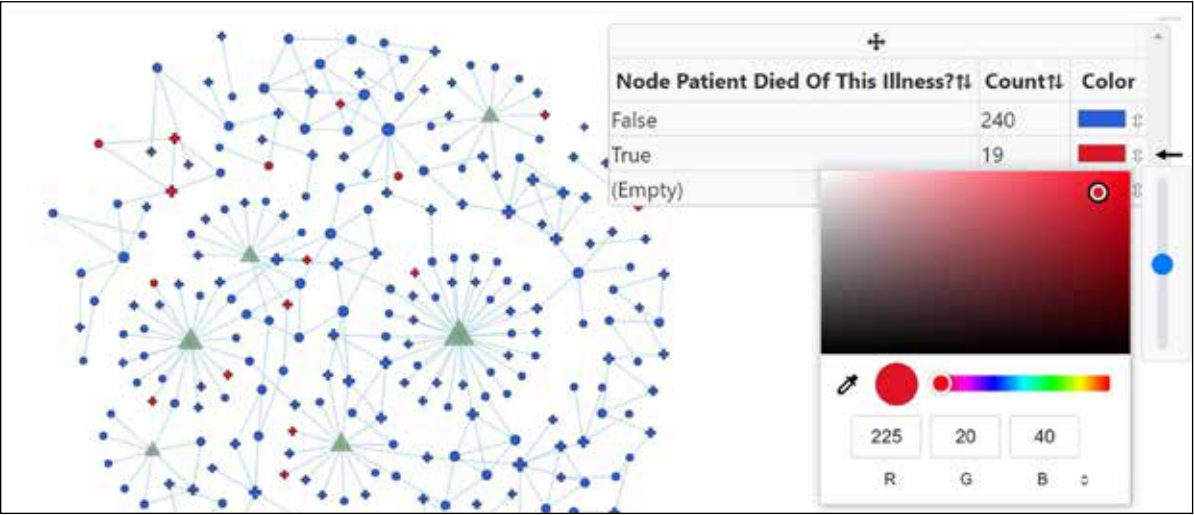 Node Patient Died Of This Illness?⇅ Count⇅ Color
False 240
True 19
(Empty)
225 20 40
R G B